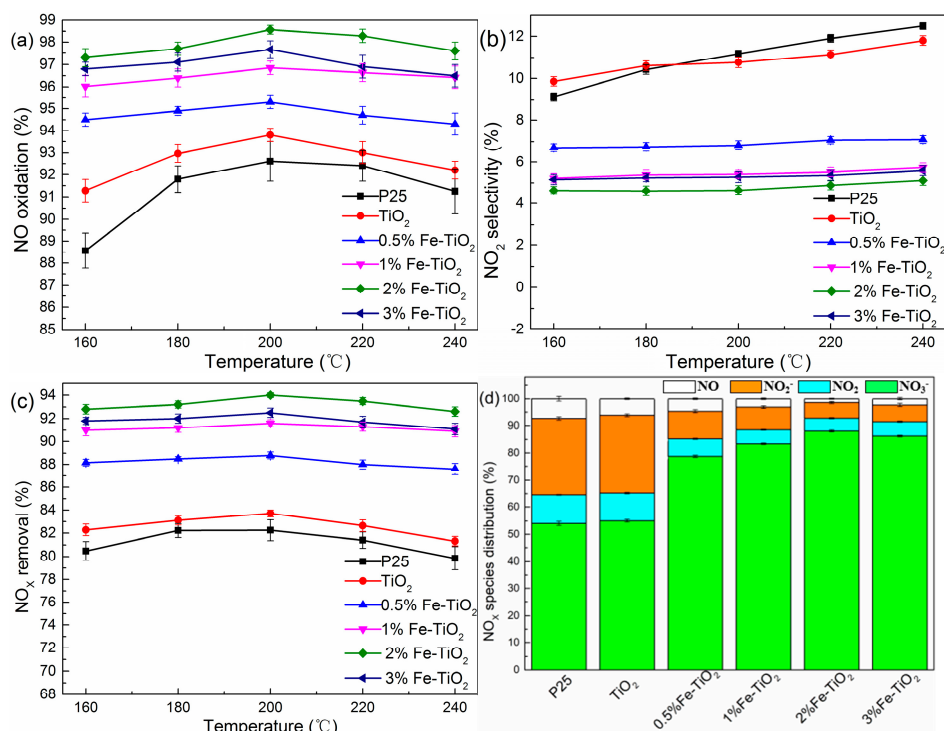 (a)
NO oxidation (%)
99
98
97
96
95
94
93
92
91
90
89
88
87
86
85
P25
TiO₂
0.5% Fe-TiO₂
1% Fe-TiO₂
2% Fe-TiO₂
3% Fe-TiO₂
160 180 200 220 240
Temperature (℃)
(b)
NO₂ selectivity (%)
12
10
8
6
4
2
0
-2
P25
TiO₂
0.5% Fe-TiO₂
1% Fe-TiO₂
2% Fe-TiO₂
3% Fe-TiO₂
160 180 200 220 240
Temperature (℃)
(c)
NOₓ removal (%)
94
92
90
88
86
84
82
80
78
76
74
72
70
68
P25
TiO₂
0.5% Fe-TiO₂
1% Fe-TiO₂
2% Fe-TiO₂
3% Fe-TiO₂
160 180 200 220 240
Temperature (℃)
(d)
NO NO₂⁻ NO₂ NO₃⁻
NOₓ species distribution (%)
100
90
80
70
60
50
40
30
20
10
0
P25 TiO₂ 0.5%Fe-TiO₂ 1%Fe-TiO₂ 2%Fe-TiO₂ 3%Fe-TiO₂